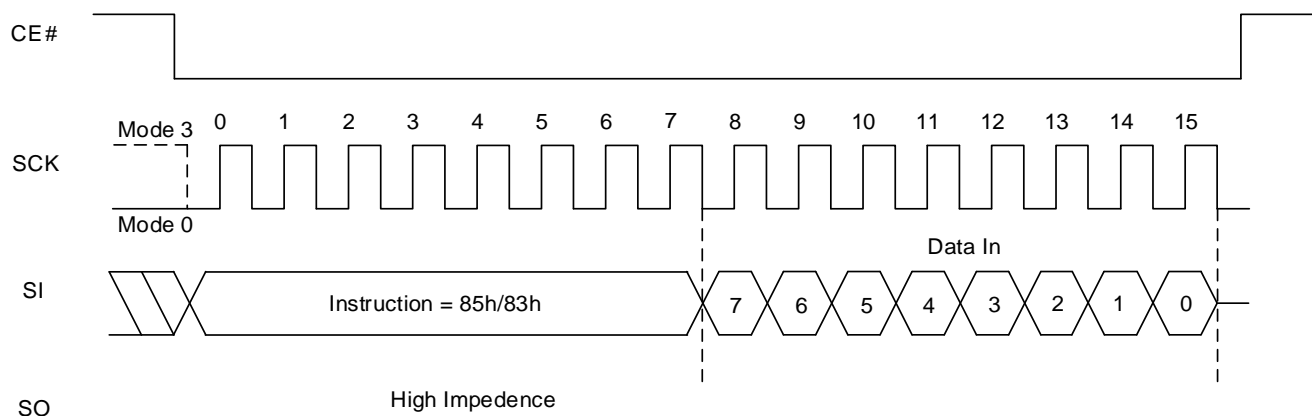 CE#
Mode 3
0 1 2 3 4 5 6 7 8 9 10 11 12 13 14 15
SCK
Mode 0
Data In
SI
Instruction = 85h/83h
7 6 5 4 3 2 1 0
High Impedence
SO